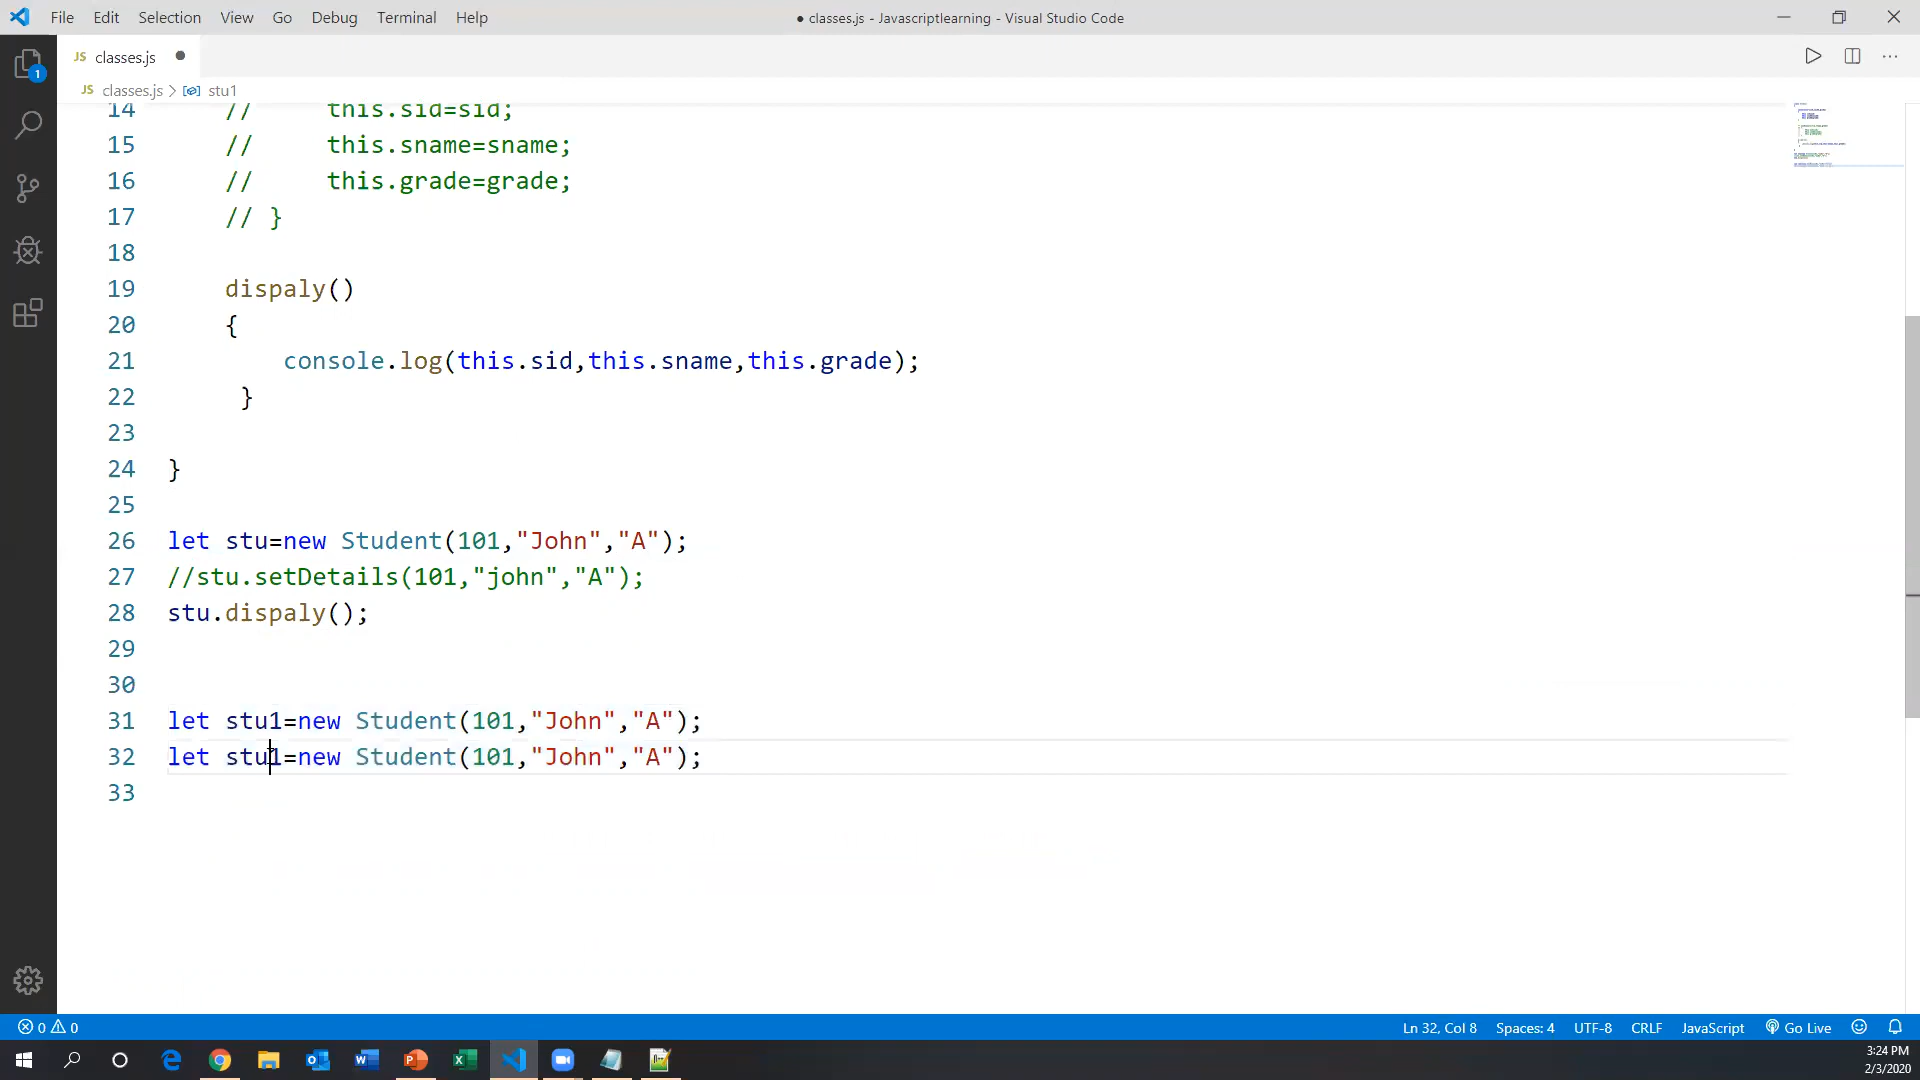 File Edit Selection View Go Debug Terminal Help
● classes.js - Javascriptlearning - Visual Studio Code
JS classes.js ●
JS classes.js > stu1
14 // this.sid=sid;
15 // this.sname=sname;
16 // this.grade=grade;
17 // }
18
19 dispaly()
20 {
21 console.log(this.sid,this.sname,this.grade);
22 }
23
24 }
25
26 let stu=new Student(101,"John","A");
27 //stu.setDetails(101,"john","A");
28 stu.dispaly();
29
30
31 let stu1=new Student(101,"John","A");
32 let stu1=new Student(101,"John","A");
33
1
0 0
Ln 32, Col 8 Spaces: 4 UTF-8 CRLF JavaScript Go Live
3:24 PM
2/3/2020